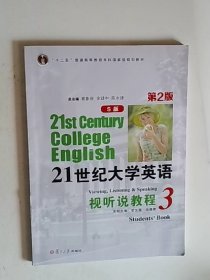 "十二五"普通高等教育本科国家级规划教材
S版
第2版
21st Century
College
English
21世纪大学英语
Viewing, Listening & Speaking
视听说教程 3
Students' Book